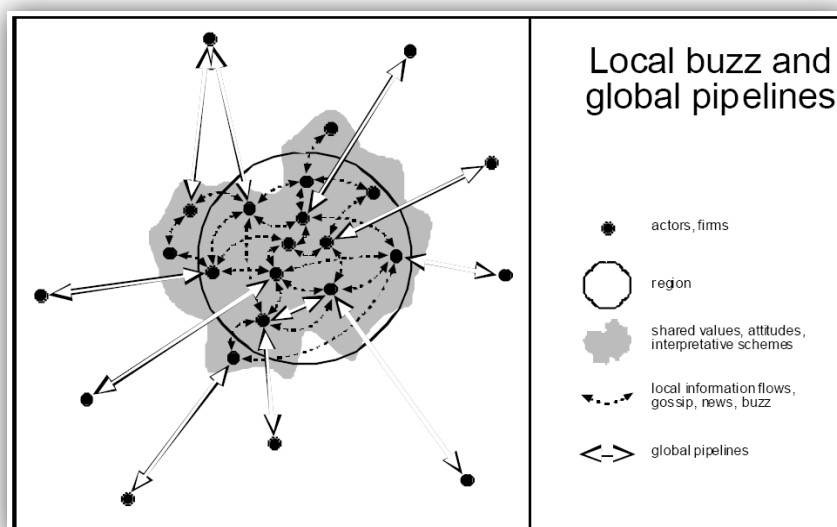 Local buzz and
global pipelines
actors, firms
region
shared values, attitudes,
interpretative schemes
local information flows,
gossip, news, buzz
global pipelines